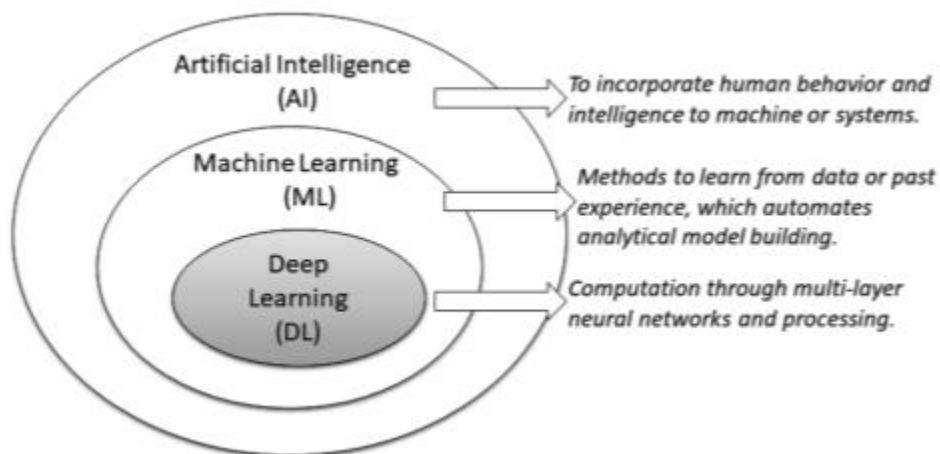 Artificial Intelligence
(AI)
To incorporate human behavior and
intelligence to machine or systems.
Machine Learning
(ML)
Methods to learn from data or past
experience, which automates
analytical model building.
Deep
Learning
(DL)
Computation through multi-layer
neural networks and processing.